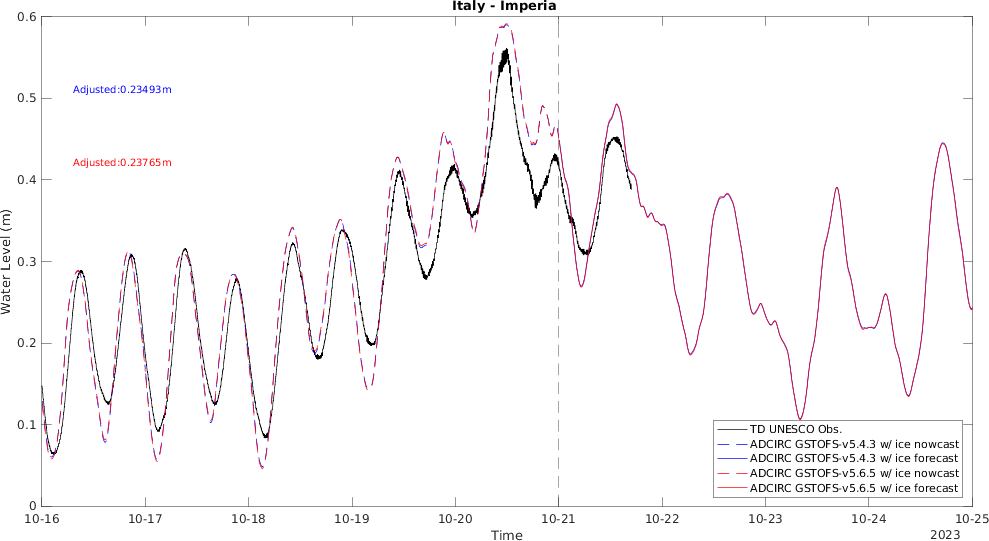 Italy - Imperia
0.6
0.5
0.4
0.3
0.2
0.1
0
Water Level (m)
Adjusted:0.23493m
Adjusted:0.23765m
TD UNESCO Obs.
ADCIRC GSTOFS-v5.4.3 w/ ice nowcast
ADCIRC GSTOFS-v5.4.3 w/ ice forecast
ADCIRC GSTOFS-v5.6.5 w/ ice nowcast
ADCIRC GSTOFS-v5.6.5 w/ ice forecast
10-16 10-17 10-18 10-19 10-20 10-21 10-22 10-23 10-24 10-25
Time
2023